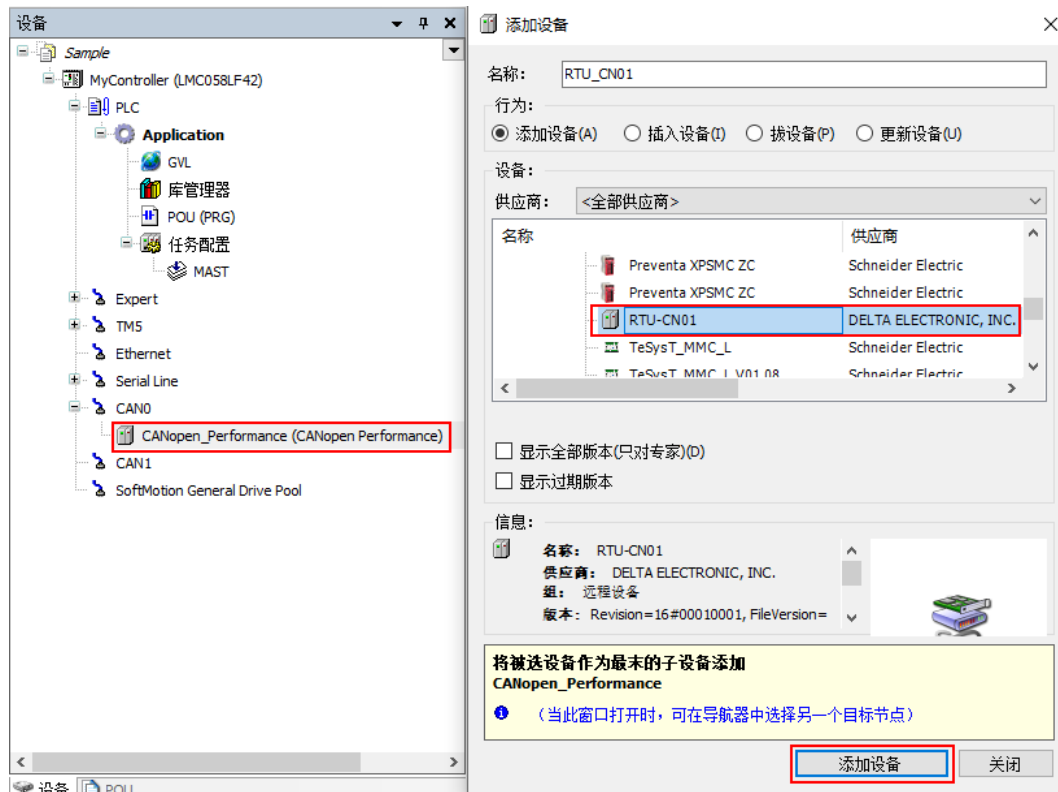 设备
Sample
MyController (LMC058LF42)
PLC
Application
GVL
库管理器
POU (PRG)
任务配置
MAST
Expert
TM5
Ethernet
Serial Line
CAN0
CANopen_Performance (CANopen Performance)
CAN1
SoftMotion General Drive Pool
设备 POU
添加设备
名称: RTU_CN01
行为:
添加设备(A) 插入设备(I) 拔设备(P) 更新设备(U)
设备:
供应商: <全部供应商>
名称 供应商
Preventa XPSMC ZC Schneider Electric
Preventa XPSMC ZC Schneider Electric
RTU-CN01 DELTA ELECTRONIC, INC.
TeSysT_MMC_L Schneider Electric
TeSysT_MMC_L_V01.08 Schneider Electric
显示全部版本(只对专家)(D)
显示过期版本
信息:
名称: RTU-CN01
供应商: DELTA ELECTRONIC, INC.
组: 远程设备
版本: Revision=16#00010001, FileVersion=
将被选设备作为最末的子设备添加
CANopen_Performance
(当此窗口打开时，可在导航器中选择另一个目标节点)
添加设备 关闭